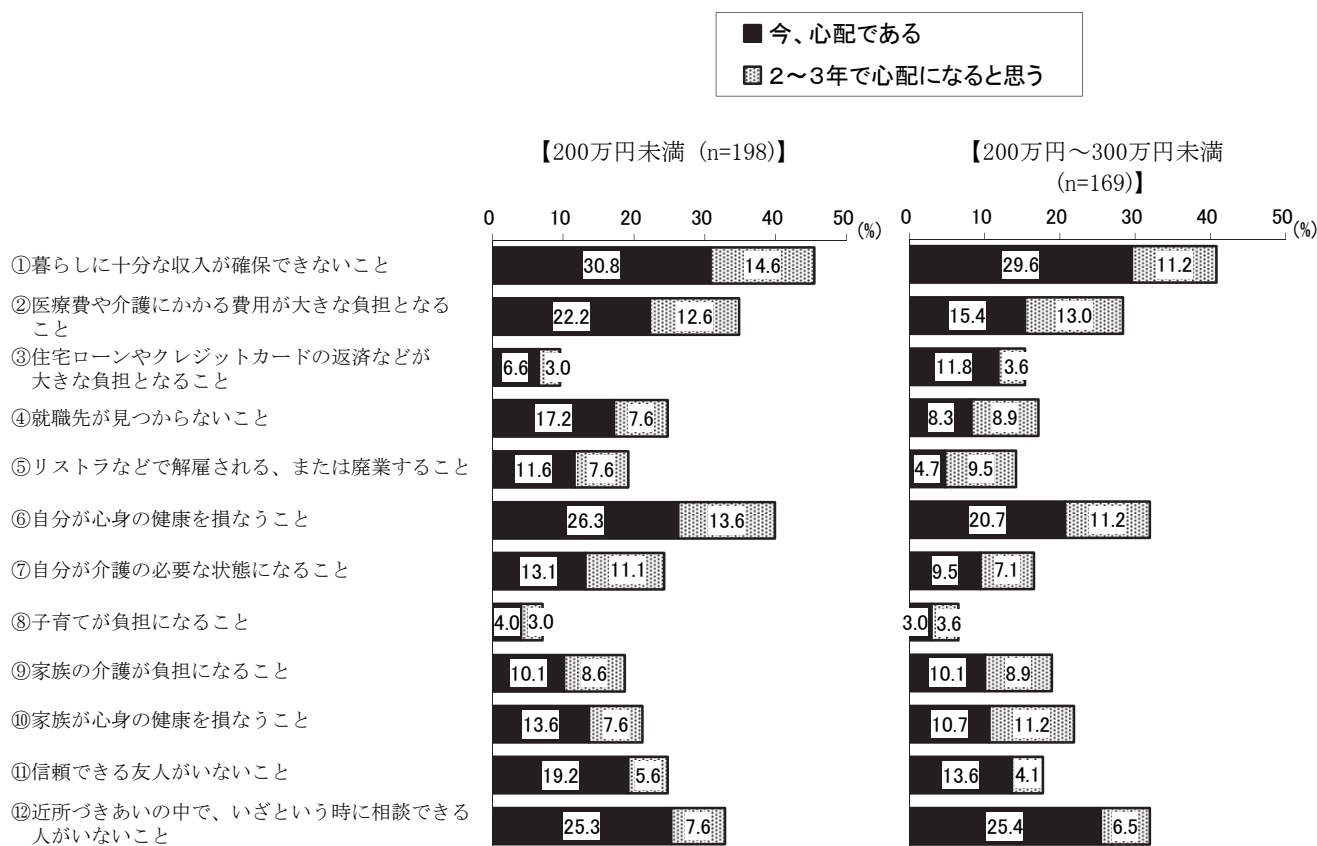 ■今、心配である
２～３年で心配になると思う
【200万円未満 (n=198)】
【200万円～300万円未満
(n=169)】
0 10 20 30 40 50 (%)
0 10 20 30 40 50 (%)
①暮らしに十分な収入が確保できないこと 30.8 14.6 29.6 11.2
②医療費や介護にかかる費用が大きな負担となる
こと 22.2 12.6 15.4 13.0
③住宅ローンやクレジットカードの返済などが
大きな負担となること 6.6 3.0 11.8 3.6
④就職先が見つからないこと 17.2 7.6 8.3 8.9
⑤リストラなどで解雇される、または廃業すること 11.6 7.6 4.7 9.5
⑥自分が心身の健康を損なうこと 26.3 13.6 20.7 11.2
⑦自分が介護の必要な状態になること 13.1 11.1 9.5 7.1
⑧子育てが負担になること 4.0 3.0 3.0 3.6
⑨家族の介護が負担になること 10.1 8.6 10.1 8.9
⑩家族が心身の健康を損なうこと 13.6 7.6 10.7 11.2
⑪信頼できる友人がいないこと 19.2 5.6 13.6 4.1
⑫近所づきあいの中で、いざという時に相談できる
人がいないこと 25.3 7.6 25.4 6.5